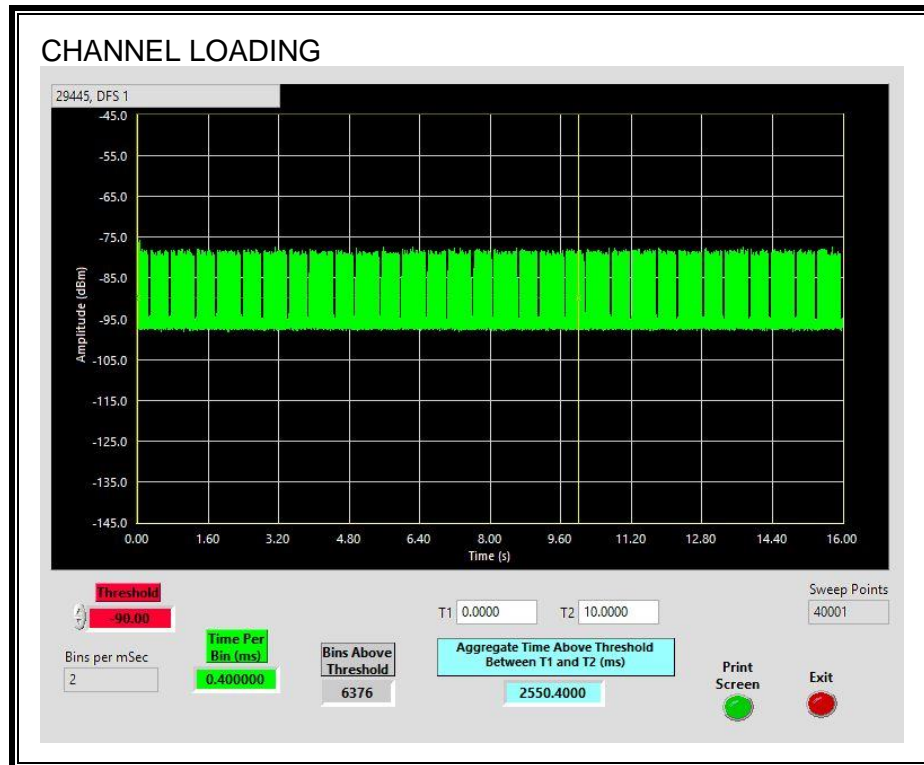 CHANNEL LOADING
29445, DFS 1
-45.0
-55.0
-65.0
-75.0
-85.0
-95.0
-105.0
-115.0
-125.0
-135.0
-145.0
Amplitude (dBm)
0.00 1.60 3.20 4.80 6.40 8.00 9.60 11.20 12.80 14.40 16.00
Time (s)
Threshold
-90.00
Bins per mSec
2
Time Per
Bin (ms)
0.400000
Bins Above
Threshold
6376
T1 0.0000 T2 10.0000
Aggregate Time Above Threshold
Between T1 and T2 (ms)
2550.4000
Sweep Points
40001
Print
Screen
Exit